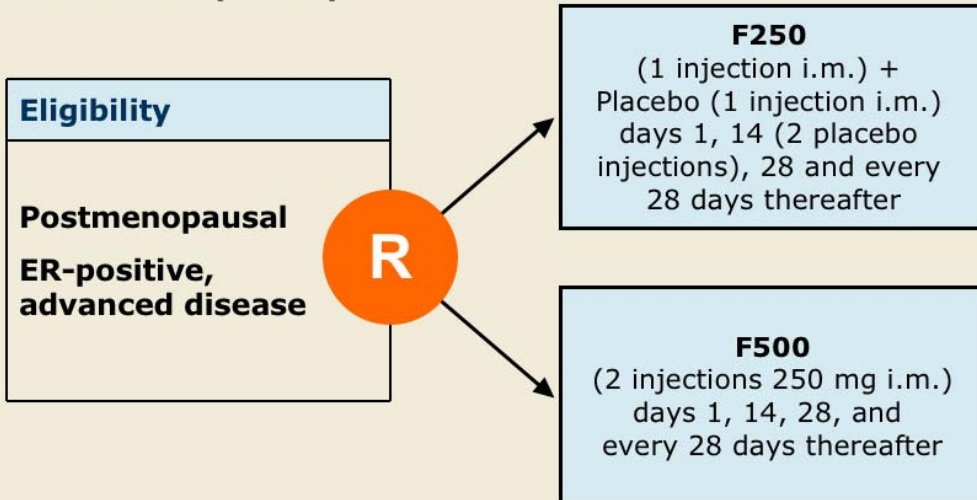 Eligibility
Postmenopausal
ER-positive,
advanced disease
R
F250
(1 injection i.m.) +
Placebo (1 injection i.m.)
days 1, 14 (2 placebo
injections), 28 and every
28 days thereafter
F500
(2 injections 250 mg i.m.)
days 1, 14, 28, and
every 28 days thereafter